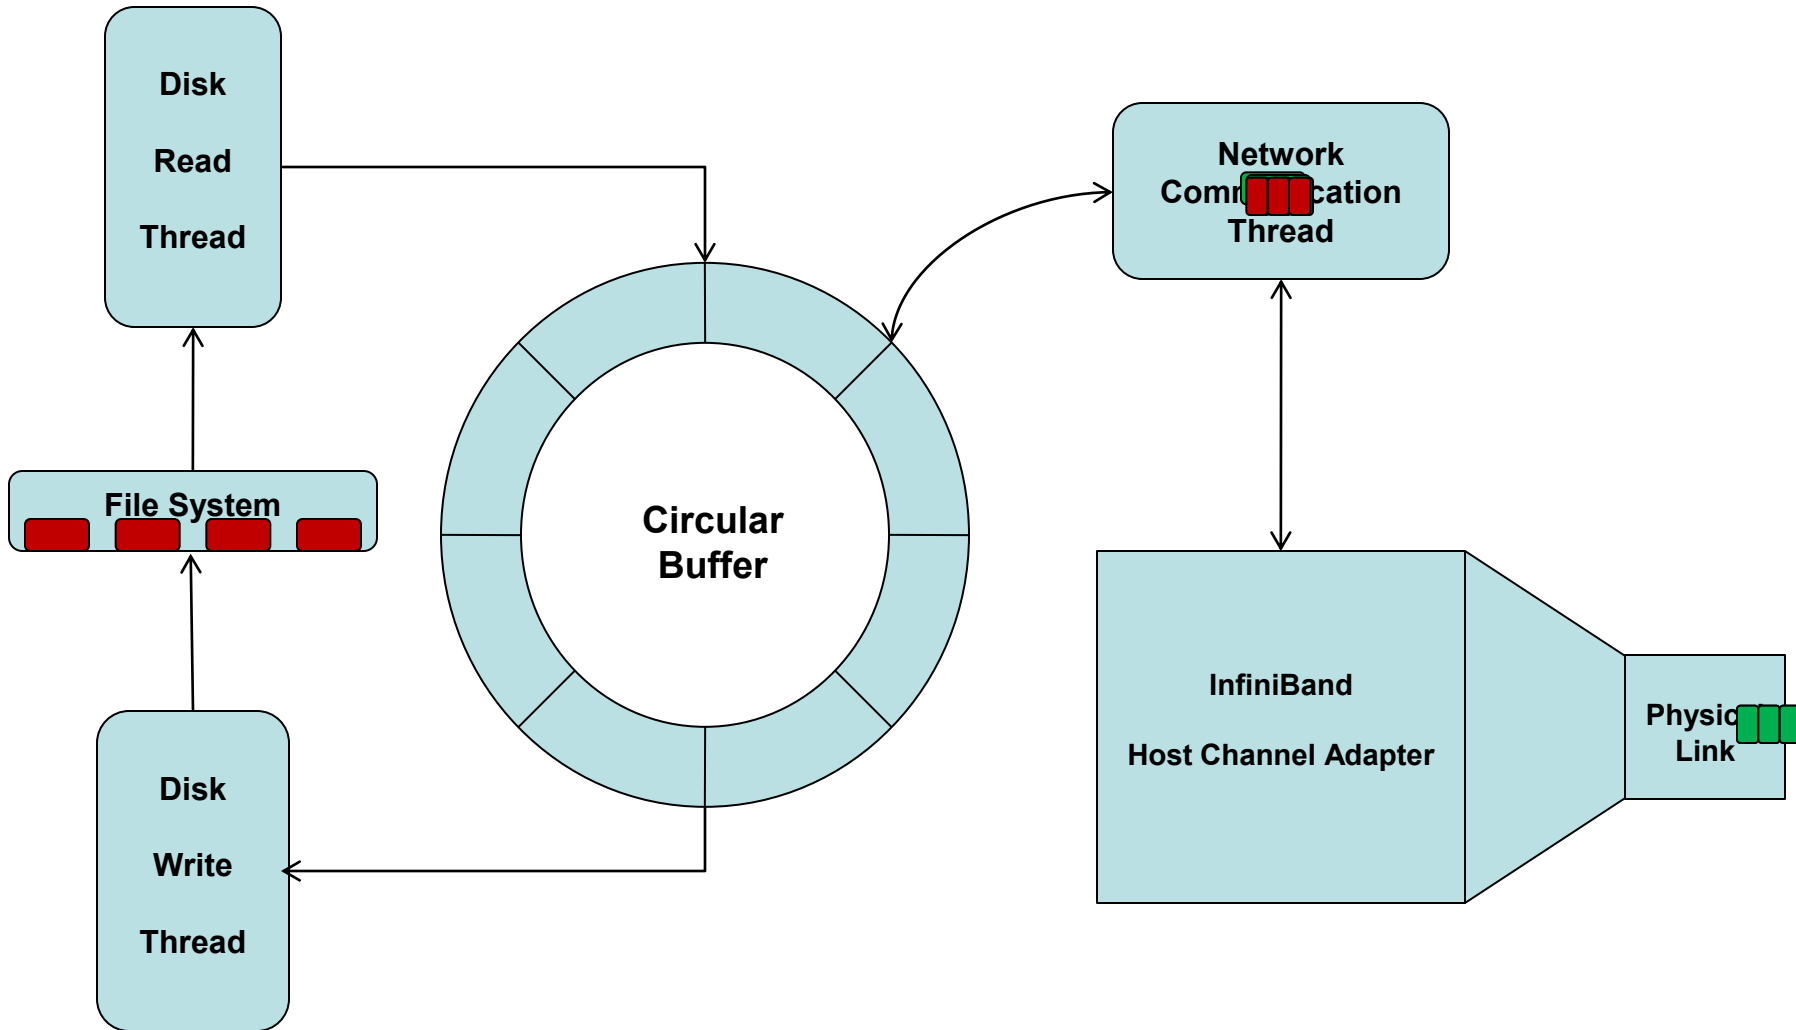 Disk
Read
Thread
Network
Thread
File System
Circular
Buffer
InfiniBand
Host Channel Adapter
Link
Disk
Write
Thread